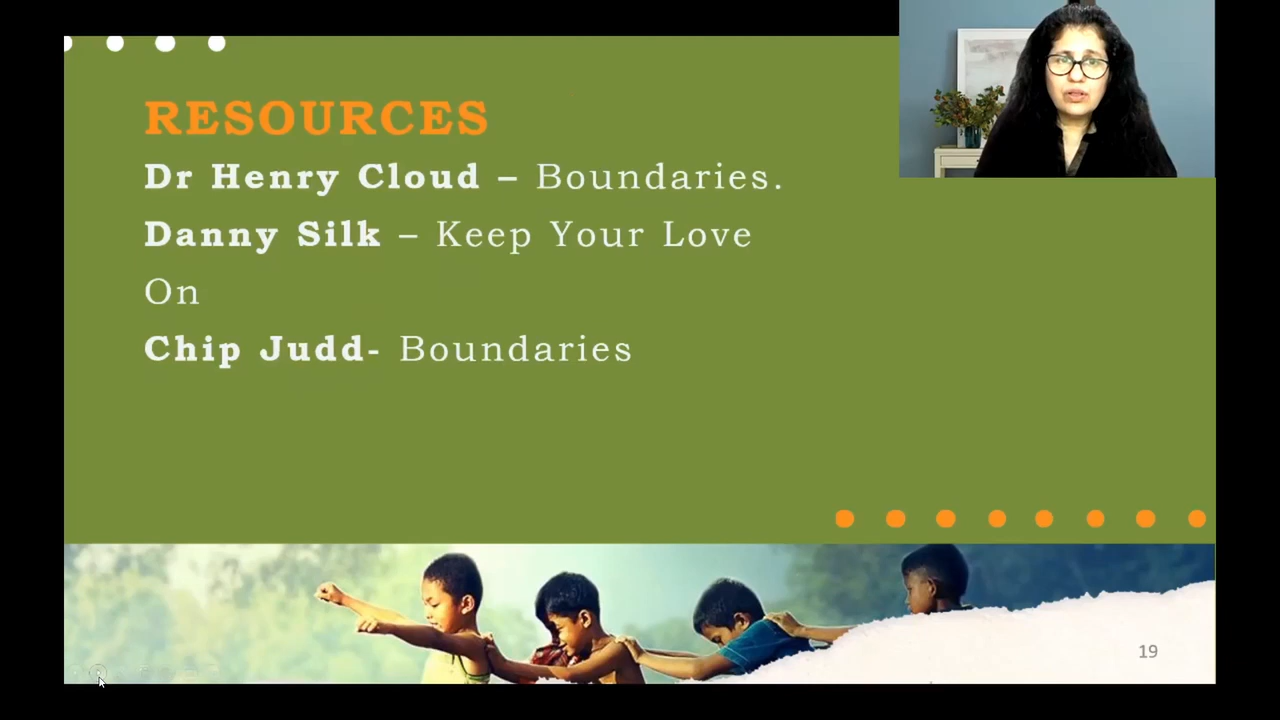 RESOURCES
Dr Henry Cloud – Boundaries.
Danny Silk – Keep Your Love
On
Chip Judd- Boundaries
19